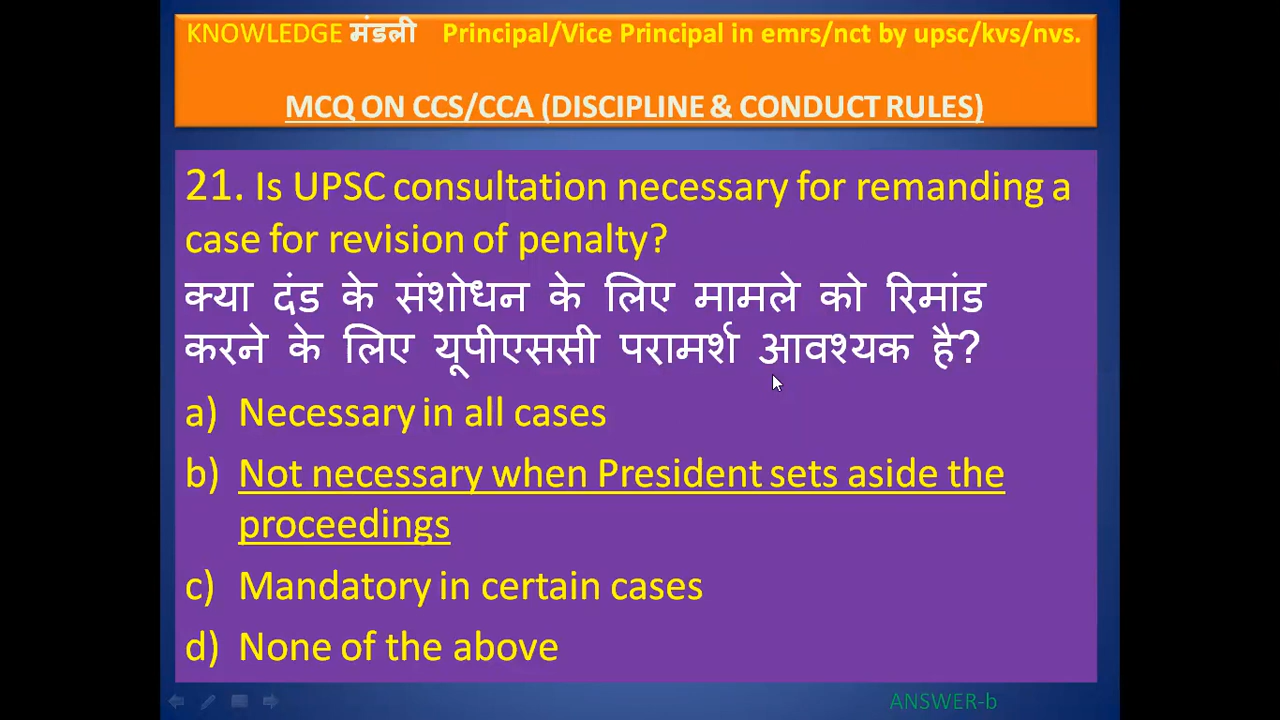 KNOWLEDGE मंडली Principal/Vice Principal in emrs/nct by upsc/kvs/nvs.
MCQ ON CCS/CCA (DISCIPLINE & CONDUCT RULES)
21. Is UPSC consultation necessary for remanding a
case for revision of penalty?
क्या दंड के संशोधन के लिए मामले को रिमांड
करने के लिए यूपीएससी परामर्श आवश्यक है?
a) Necessary in all cases
b) Not necessary when President sets aside the
proceedings
c) Mandatory in certain cases
d) None of the above
ANSWER-b